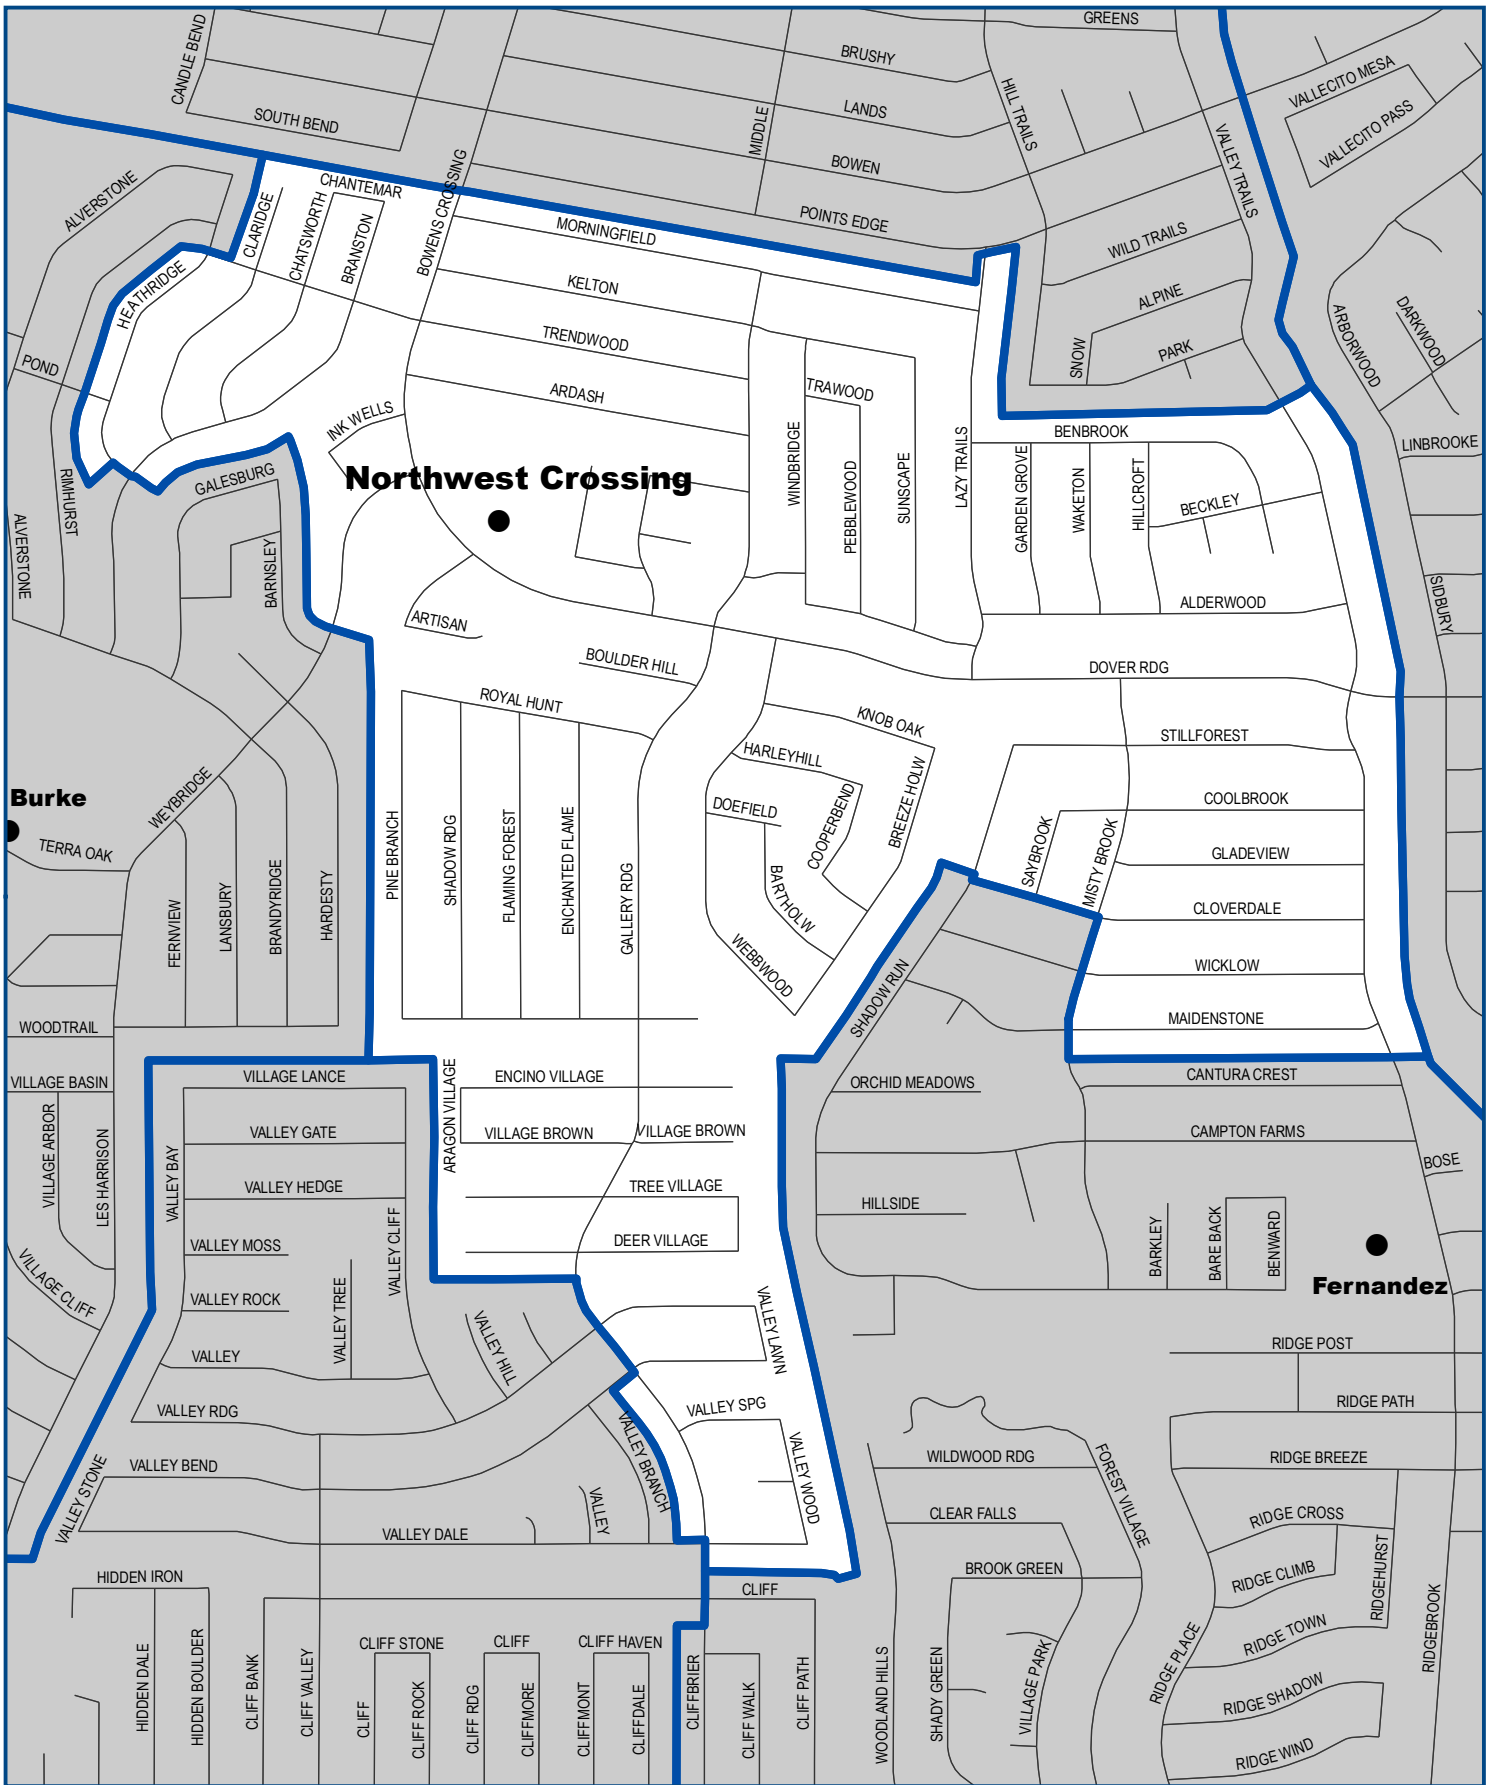 GREENS
CANDLE BEND
BRUSHY
VALLECITO MESA
SOUTH BEND
LANDS
HILL TRAILS
MIDDLE
VALLECITO PASS
BOWEN
VALLEY TRAILS
ALVERSTONE
CHANTEMAR
BOWENS CROSSING
POINTS EDGE
CLARIDGE
CHATSWORTH
BRANSTON
MORNINGFIELD
WILD TRAILS
HEATHRIDGE
KELTON
ALPINE
ARBORWOOD
DARKWOOD
TRENDWOOD
SNOW
PARK
POND
ARDASH
TRAWOOD
INK WELLS
BENBROOK
LINBROOKE
Northwest Crossing
GALESBURG
RIMHURST
WINDBRIDGE
PEBBLEWOOD
SUNSCAPE
LAZY TRAILS
GARDEN GROVE
WAKETON
HILLCROFT
BECKLEY
ALVERSTONE
BARNSLEY
ARTISAN
ALDERWOOD
SIDBURY
BOULDER HILL
DOVER RDG
ROYAL HUNT
KNOB OAK
STILLFOREST
HARLEYHILL
Burke
WEYBRIDGE
DOEFIELD
COOPERBEND
BREEZE HOLW
COOLBROOK
TERRA OAK
PINE BRANCH
SHADOW RDG
FLAMING FOREST
ENCHANTED FLAME
GALLERY RDG
BARTHOLW
SAYBROOK
MISTY BROOK
GLADEVIEW
FERNVIEW
LANSBURY
BRANDYRIDGE
HARDESTY
CLOVERDALE
WEBBWOOD
WICKLOW
SHADOW RUN
WOODTRAIL
MAIDENSTONE
VILLAGE BASIN
VILLAGE LANCE
ARAGON VILLAGE
ENCINO VILLAGE
ORCHID MEADOWS
CANTURA CREST
VILLAGE ARBOR
LES HARRISON
VALLEY BAY
VALLEY GATE
VILLAGE BROWN
VILLAGE BROWN
CAMPTON FARMS
BOSE
VALLEY HEDGE
TREE VILLAGE
HILLSIDE
VALLEY MOSS
VALLEY CLIFF
DEER VILLAGE
BARKLEY
BARE BACK
BENWARD
VILLAGE CLIFF
VALLEY ROCK
VALLEY TREE
VALLEY HILL
VALLEY LAWN
Fernandez
VALLEY
RIDGE POST
VALLEY RDG
VALLEY SPG
RIDGE PATH
VALLEY STONE
VALLEY BEND
VALLEY BRANCH
VALLEY WOOD
WILDWOOD RDG
FOREST VILLAGE
RIDGE BREEZE
VALLEY
VALLEY DALE
CLEAR FALLS
RIDGE CROSS
HIDDEN IRON
CLIFF
BROOK GREEN
RIDGE CLIMB
RIDGEHURST
RIDGEBROOK
HIDDEN DALE
HIDDEN BOULDER
CLIFF BANK
CLIFF VALLEY
CLIFF STONE
CLIFF
CLIFF HAVEN
RIDGE TOWN
CLIFF
CLIFF ROCK
CLIFF RDG
CLIFFMORE
CLIFFMONT
CLIFFDALE
CLIFFBRIER
CLIFF WALK
CLIFF PATH
WOODLAND HILLS
SHADY GREEN
VILLAGE PARK
RIDGE PLACE
RIDGE SHADOW
RIDGE WIND